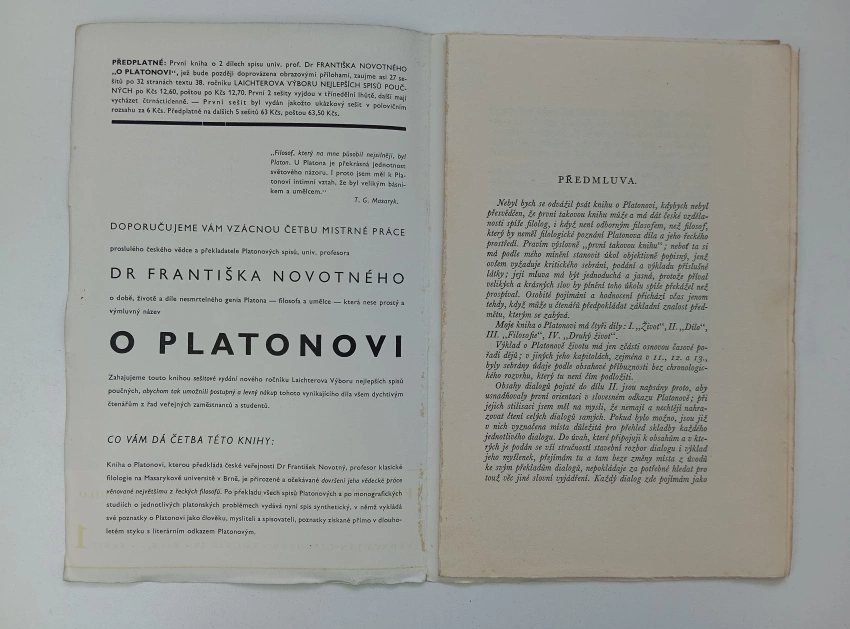 PŘEDPLATNÉ: První kniha o 2 dílech spisu univ. prof. Dr FRANTIŠKA NOVOTNÉHO
„O PLATONOVI“, jež bude později doprovázena obrazovými přílohami, zaujme asi 27 se-
šitů po 32 stranách textu 38. ročníku LAICHTEROVA VÝBORU NEJLEPŠÍCH SPISŮ POUČ-
NÝCH po Kčs 12,60, poštou po Kčs 12,70. První 2 sešity vyjdou v třínedělní lhůtě, další mají
vycházet čtrnáctidenně. — První sešit byl vydán jakožto ukázkový sešit v polovičním
rozsahu za 6 Kčs. Předplatné na dalších 5 sešitů 63 Kčs, poštou 63,50 Kčs.
„Filosof, který na mne působil nejsilněji, byl
Platon. U Platona je překrásná jednotnost
světového názoru. I proto jsem měl k Pla-
tonovi intimní vztah, že byl velikým básní-
kem a umělcem.“
T. G. Masaryk.
DOPORUČUJEME VÁM VZÁCNOU ČETBU MISTRNÉ PRÁCE
proslulého českého vědce a překladatele Platonových spisů, univ. profesora
DR FRANTIŠKA NOVOTNÉHO
o době, životě a díle nesmrtelného genia Platona — filosofa a umělce — která nese prostý a
výmluvný název
O PLATONOVI
Zahajujeme touto knihou sešitové vydání nového ročníku Laichterova Výboru nejlepších spisů
poučných, abychom tak umožnili postupný a levný nákup tohoto vynikajícího díla všem dychtivým
čtenářům z řad veřejných zaměstnanců a studentů.
CO VÁM DÁ ČETBA TÉTO KNIHY:
Kniha o Platonovi, kterou předkládá české veřejnosti Dr František Novotný, profesor klasické
filologie na Masarykově universitě v Brně, je přirozené a očekávané dovršení jeho vědecké práce
věnované největšímu z řeckých filosofů. Po překladu všech spisů Platonových a po monografických
studiích o jednotlivých platonských problémech vydává nyní spis synthetický, v němž vykládá
své poznatky o Platonovi jako člověku, mysliteli a spisovateli, poznatky získané přímo v dlouho-
letém styku s literárním odkazem Platonovým.
1
PŘEDMLUVA.
Nebyl bych se odvážil psát knihu o Platonovi, kdybych nebyl
přesvědčen, že první takovou knihu může a má dát české vzděla-
nosti spíše filolog, i když není odborným filosofem, než filosof,
který by neměl filologické poznání Platonova díla a jeho řeckého
prostředí. Pravím výslovně „první takovou knihu“; neboť ta si
má podle mého mínění stanovit úkol objektivně popisný, jenž
ovšem vyžaduje kritického sebrání, podání a výkladu příslušné
látky; její mluva má být jednoduchá a jasná, protože příval
velikých a krásných slov by plnění toho úkolu spíše překážel než
prospíval. Osobité pojímání a hodnocení přichází včas jenom
tehdy, když může u čtenářů předpokládat základní znalost před-
mětu, kterým se zabývá.
Moje kniha o Platonovi má čtyři díly: I. „Život“, II. „Dílo“,
III. „Filosofie“, IV. „Druhý život“.
Výklad o Platonově životu má jen zčásti osnovou časové po-
řadí dějů; v jiných jeho kapitolách, zejména v 11., 12. a 13.,
byly sebrány údaje podle obsahové příbuznosti bez chronologic-
kého rozvrhu, který tu není čím podložiti.
Obsahy dialogů pojaté do dílu II. jsou napsány proto, aby
usnadňovaly první orientaci v slovesném odkazu Platonově; při
jejich stilisaci jsem měl na mysli, že nemají a nechtějí nahra-
zovat čtení celých dialogů samých. Pokud bylo možno, jsou již
v nich vyznačena místa důležitá pro přehled skladby každého
jednotlivého dialogu. Do úvah, které připojuji k obsahům a v kte-
rých je podán se vší stručností stavební rozbor dialogu i výklad
jeho myšlenek, přejímám tu a tam beze změny místa z úvodů
ke svým překladům dialogů, nepokládaje za potřebné hledat pro
touž věc jiné slovní vyjádření. Každý dialog zde pojímám jako